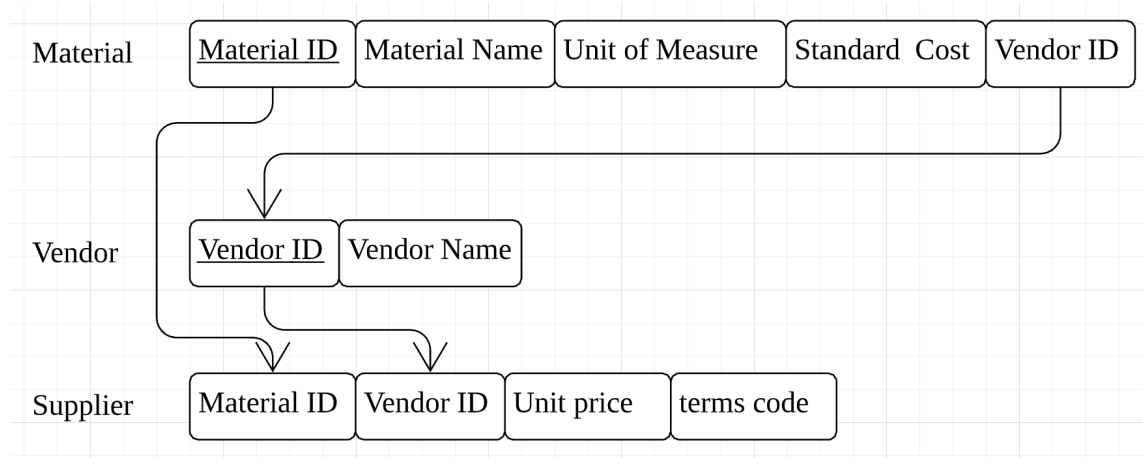 Material Material ID Material Name Unit of Measure Standard Cost Vendor ID
Vendor Vendor ID Vendor Name
Supplier Material ID Vendor ID Unit price terms code